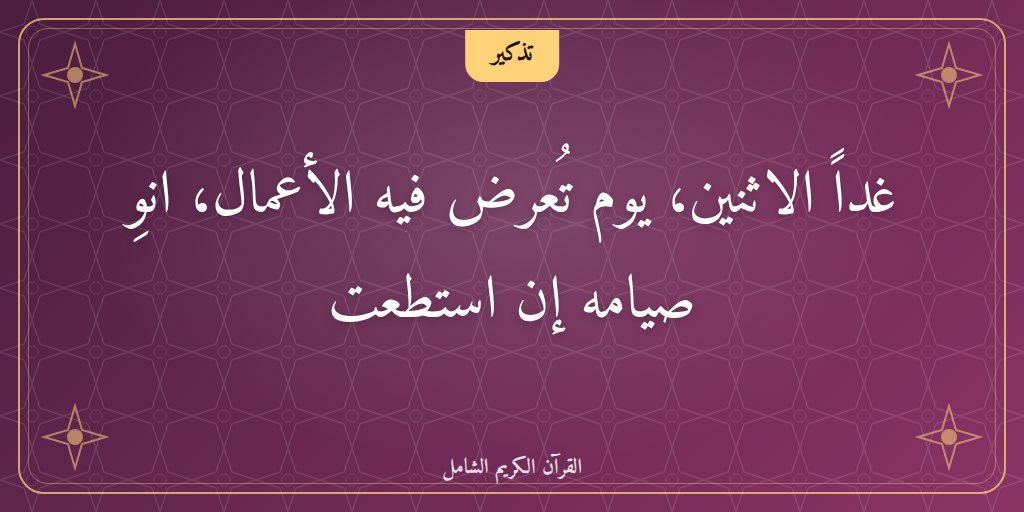 تذكير
غداً الاثنين، يوم تُعرض فيه الأعمال، انوِ
صيامه إن استطعت
القرآن الكريم الشامل